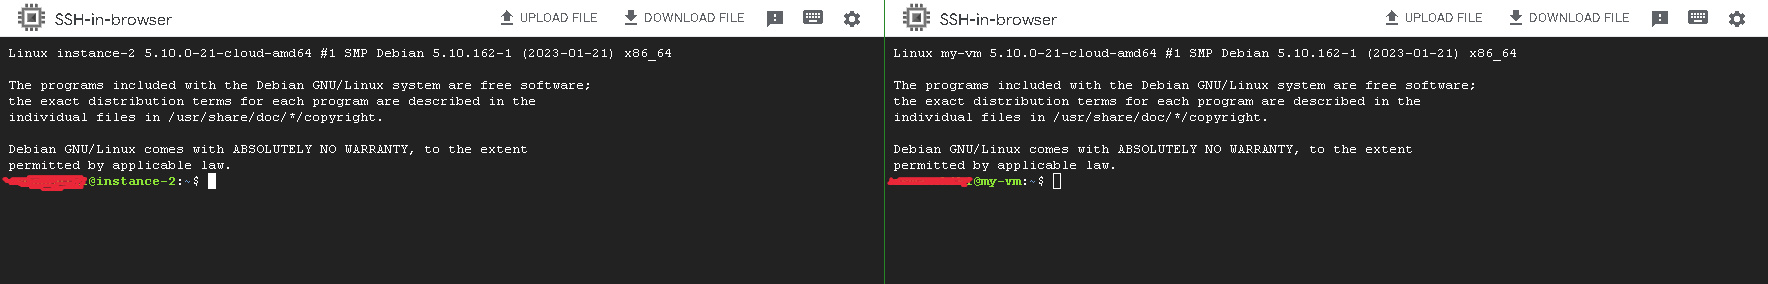 SSH-in-browser UPLOAD FILE DOWNLOAD FILE
Linux instance-2 5.10.0-21-cloud-amd64 #1 SMP Debian 5.10.162-1 (2023-01-21) x86_64
The programs included with the Debian GNU/Linux system are free software;
the exact distribution terms for each program are described in the
individual files in /usr/share/doc/*/copyright.
Debian GNU/Linux comes with ABSOLUTELY NO WARRANTY, to the extent
permitted by applicable law.
@instance-2:~$
SSH-in-browser UPLOAD FILE DOWNLOAD FILE
Linux my-vm 5.10.0-21-cloud-amd64 #1 SMP Debian 5.10.162-1 (2023-01-21) x86_64
The programs included with the Debian GNU/Linux system are free software;
the exact distribution terms for each program are described in the
individual files in /usr/share/doc/*/copyright.
Debian GNU/Linux comes with ABSOLUTELY NO WARRANTY, to the extent
permitted by applicable law.
@my-vm:~$